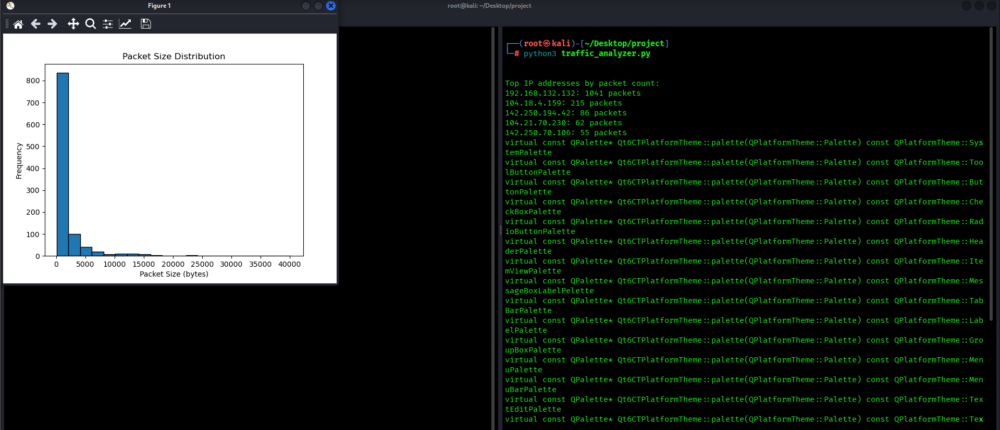 Figure 1
root@kali: ~/Desktop/project
Packet Size Distribution
800
700
600
500
400
300
200
100
0
Frequency
0 5000 10000 15000 20000 25000 30000 35000 40000
Packet Size (bytes)
┌──(root㉿kali)-[~/Desktop/project]
└─# python3 traffic_analyzer.py
Top IP addresses by packet count:
192.168.132.132: 1041 packets
104.18.4.159: 215 packets
142.250.194.42: 86 packets
104.21.70.230: 62 packets
142.250.70.106: 55 packets
virtual const QPalette* Qt6CTPlatformTheme::palette(QPlatformTheme::Palette) const QPlatformTheme::Sys
temPalette
virtual const QPalette* Qt6CTPlatformTheme::palette(QPlatformTheme::Palette) const QPlatformTheme::Too
lButtonPalette
virtual const QPalette* Qt6CTPlatformTheme::palette(QPlatformTheme::Palette) const QPlatformTheme::But
tonPalette
virtual const QPalette* Qt6CTPlatformTheme::palette(QPlatformTheme::Palette) const QPlatformTheme::Che
ckBoxPalette
virtual const QPalette* Qt6CTPlatformTheme::palette(QPlatformTheme::Palette) const QPlatformTheme::Rad
ioButtonPalette
virtual const QPalette* Qt6CTPlatformTheme::palette(QPlatformTheme::Palette) const QPlatformTheme::Hea
derPalette
virtual const QPalette* Qt6CTPlatformTheme::palette(QPlatformTheme::Palette) const QPlatformTheme::Ite
mViewPalette
virtual const QPalette* Qt6CTPlatformTheme::palette(QPlatformTheme::Palette) const QPlatformTheme::Mes
sageBoxLabelPelette
virtual const QPalette* Qt6CTPlatformTheme::palette(QPlatformTheme::Palette) const QPlatformTheme::Tab
BarPalette
virtual const QPalette* Qt6CTPlatformTheme::palette(QPlatformTheme::Palette) const QPlatformTheme::Lab
elPalette
virtual const QPalette* Qt6CTPlatformTheme::palette(QPlatformTheme::Palette) const QPlatformTheme::Gro
upBoxPalette
virtual const QPalette* Qt6CTPlatformTheme::palette(QPlatformTheme::Palette) const QPlatformTheme::Men
uPalette
virtual const QPalette* Qt6CTPlatformTheme::palette(QPlatformTheme::Palette) const QPlatformTheme::Men
uBarPalette
virtual const QPalette* Qt6CTPlatformTheme::palette(QPlatformTheme::Palette) const QPlatformTheme::Tex
tEditPalette
virtual const QPalette* Qt6CTPlatformTheme::palette(QPlatformTheme::Palette) const QPlatformTheme::Tex